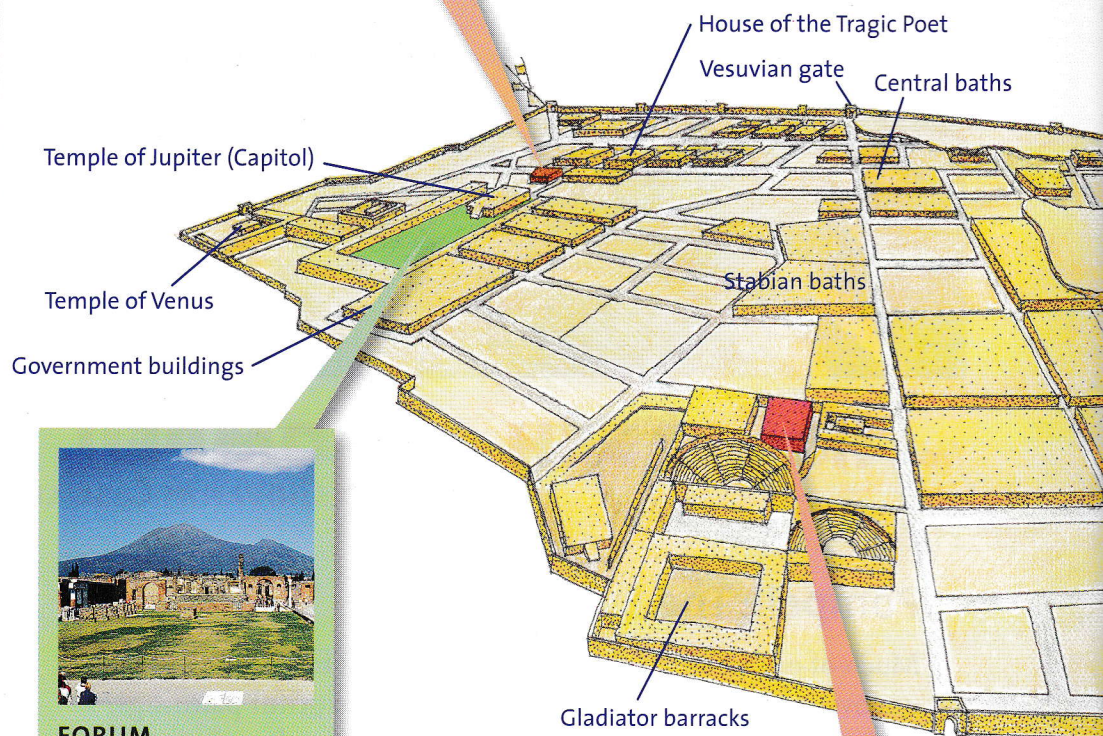 House of the Tragic Poet
Vesuvian gate
Central baths
Temple of Jupiter (Capitol)
Stabian baths
Temple of Venus
Government buildings
Gladiator barracks
FORUM